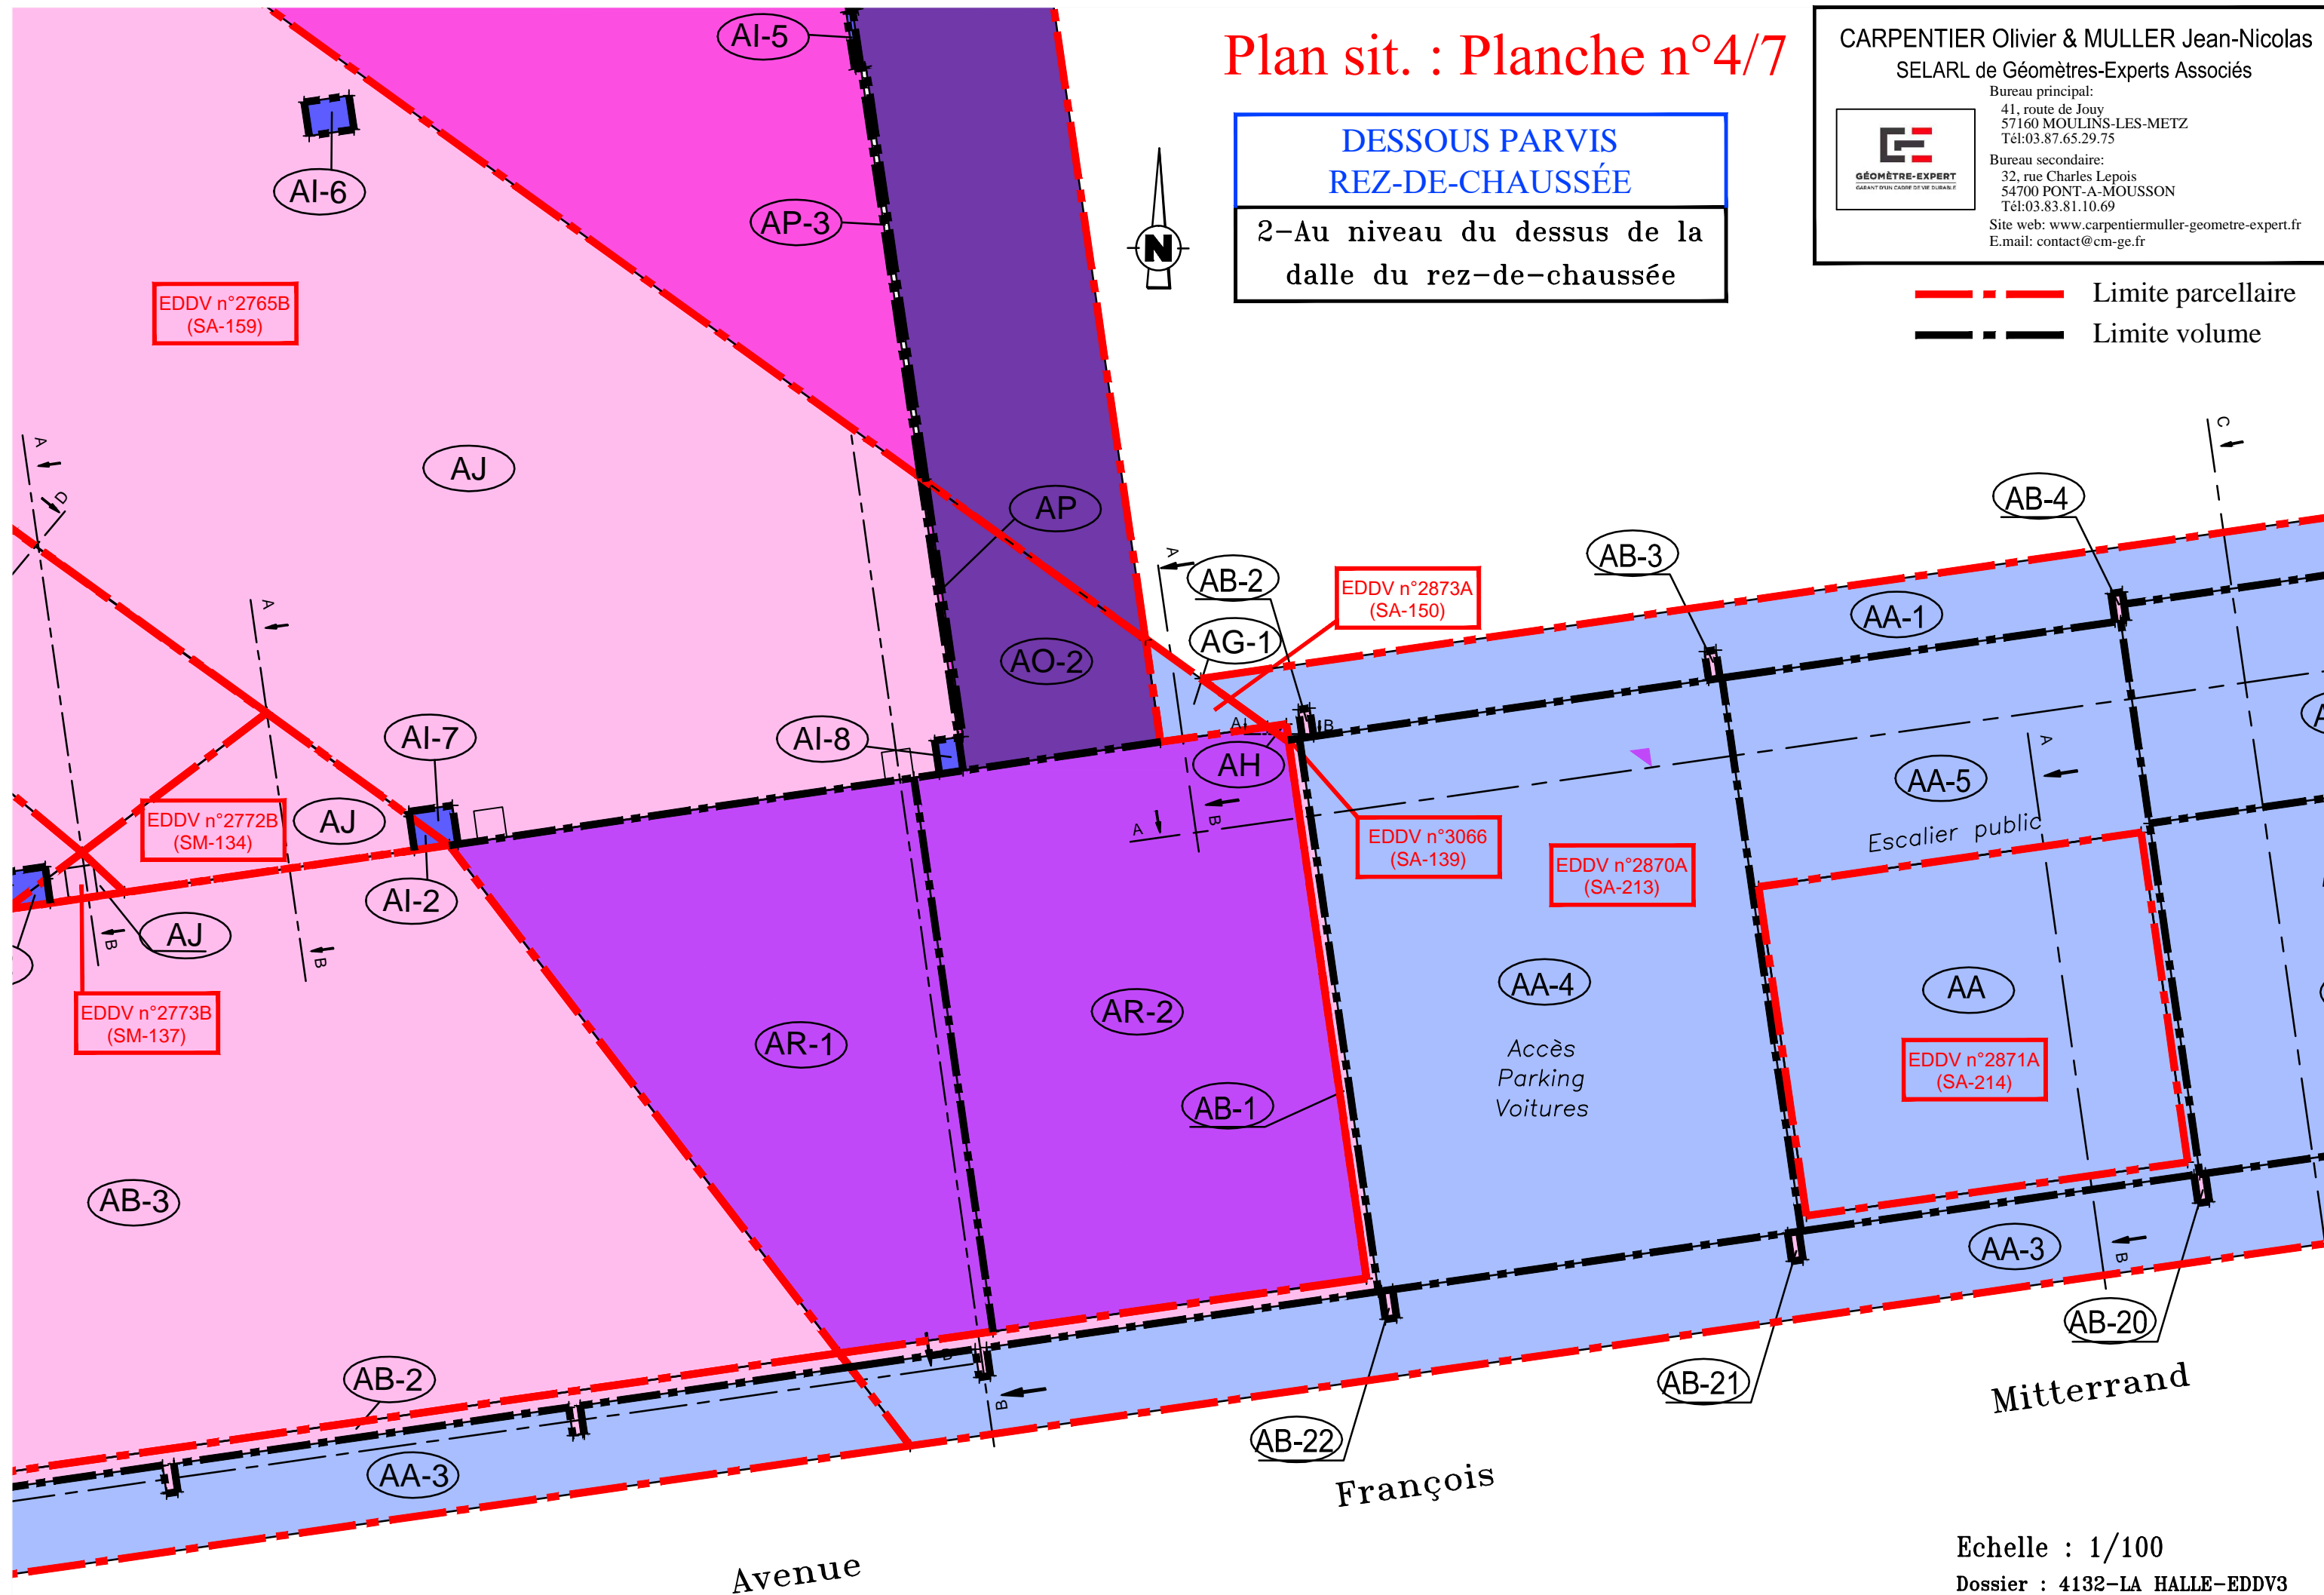 Plan sit. : Planche n°4/7
DESSOUS PARVIS
REZ-DE-CHAUSSÉE
2-Au niveau du dessus de la
dalle du rez-de-chaussée
CARPENTIER Olivier & MULLER Jean-Nicolas
SELARL de Géomètres-Experts Associés
Bureau principal:
41, route de Jouy
57160 MOULINS-LES-METZ
Tél:03.87.65.29.75
Bureau secondaire:
32, rue Charles Lepois
54700 PONT-A-MOUSSON
Tél:03.83.81.10.69
Site web: www.carpentiermuller-geometre-expert.fr
E.mail: contact@cm-ge.fr
GÉOMÈTRE-EXPERT
GARANT D'UN CADRE DE VIE DURABLE
Limite parcellaire
Limite volume
N
AI-5
AI-6
AP-3
EDDV n°2765B
(SA-159)
A
D
AJ
AP
C
AB-4
AB-3
A
AB-2
EDDV n°2873A
(SA-150)
A
AA-1
AG-1
AO-2
AI-7
AI-8
AI
B
AH
A
AA-5
Escalier public
EDDV n°2772B
(SM-134)
AJ
A
B
EDDV n°3066
(SA-139)
EDDV n°2870A
(SA-213)
AI-2
AJ
B
B
EDDV n°2773B
(SM-137)
AR-1
AR-2
AA-4
Accès
Parking
Voitures
AA
EDDV n°2871A
(SA-214)
AB-1
AB-3
AA-3
B
AB-20
AB-2
D
B
AB-21
AA-3
AB-22
Avenue
François
Mitterrand
Echelle : 1/100
Dossier : 4132-LA HALLE-EDDV3